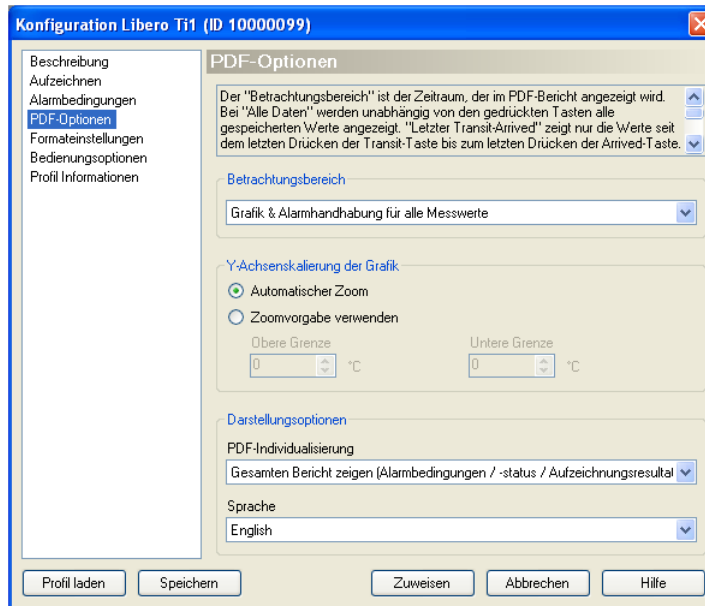 Konfiguration Libero Ti1 (ID 10000099)
Beschreibung
Aufzeichnen
Alarmbedingungen
PDF-Optionen
Formateinstellungen
Bedienungsoptionen
Profil Informationen
PDF-Optionen
Der "Betrachtungsbereich" ist der Zeitraum, der im PDF-Bericht angezeigt wird.
Bei "Alle Daten" werden unabhängig von den gedrückten Tasten alle
gespeicherten Werte angezeigt. "Letzter Transit-Arrived" zeigt nur die Werte seit
dem letzten Drücken der Transit-Taste bis zum letzten Drücken der Arrived-Taste.
Betrachtungsbereich
Grafik & Alarmhandhabung für alle Messwerte
Y-Achsenskalierung der Grafik
Automatischer Zoom
Zoomvorgabe verwenden
Obere Grenze Untere Grenze
0 °C 0 °C
Darstellungsoptionen
PDF-Individualisierung
Gesamten Bericht zeigen (Alarmbedingungen / -status / Aufzeichnungsresultat
Sprache
English
Profil laden Speichern Zuweisen Abbrechen Hilfe